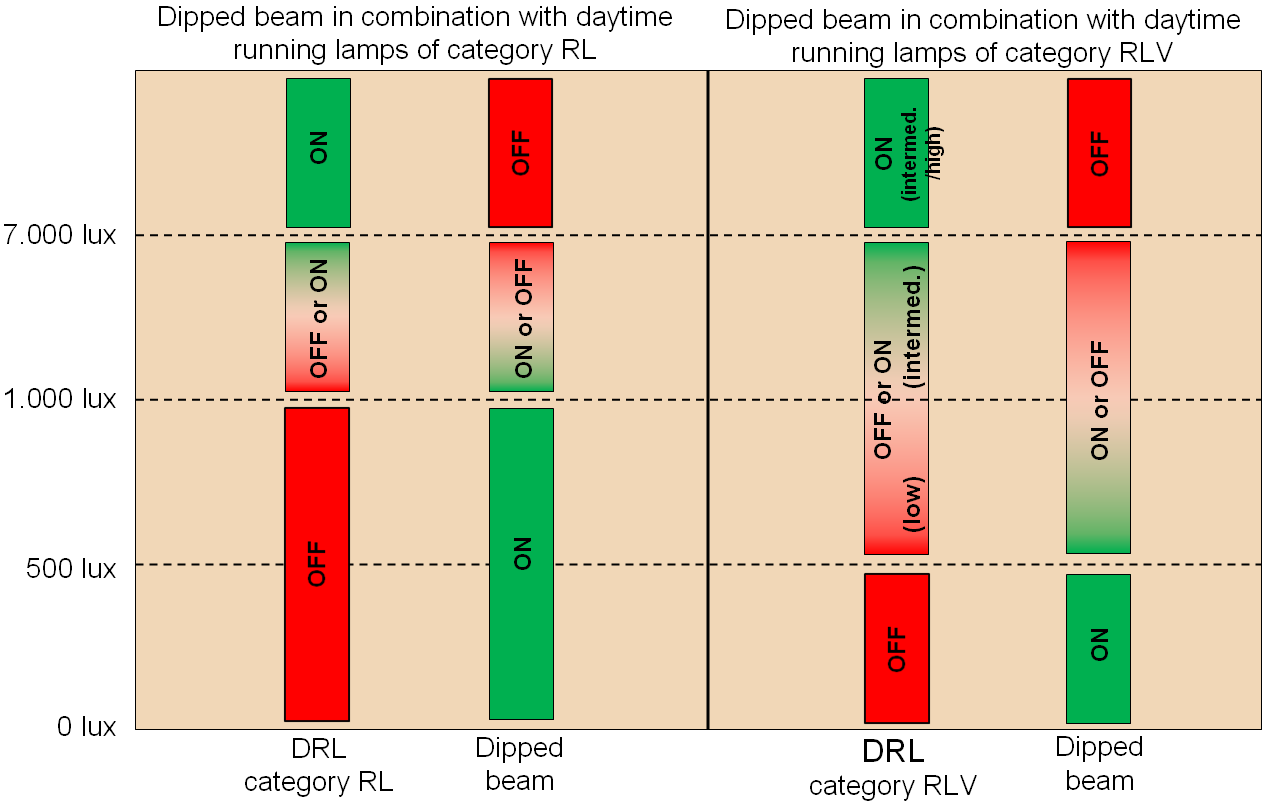 Dipped beam in combination with daytime
running lamps of category RL
Dipped beam in combination with daytime
running lamps of category RLV
ON
OFF
ON
(intermed.
/high)
OFF
7.000 lux
OFF or ON
ON or OFF
OFF or ON
(low) (intermed.)
ON or OFF
1.000 lux
OFF
ON
500 lux
OFF
ON
0 lux
DRL
category RL
Dipped
beam
DRL
category RLV
Dipped
beam